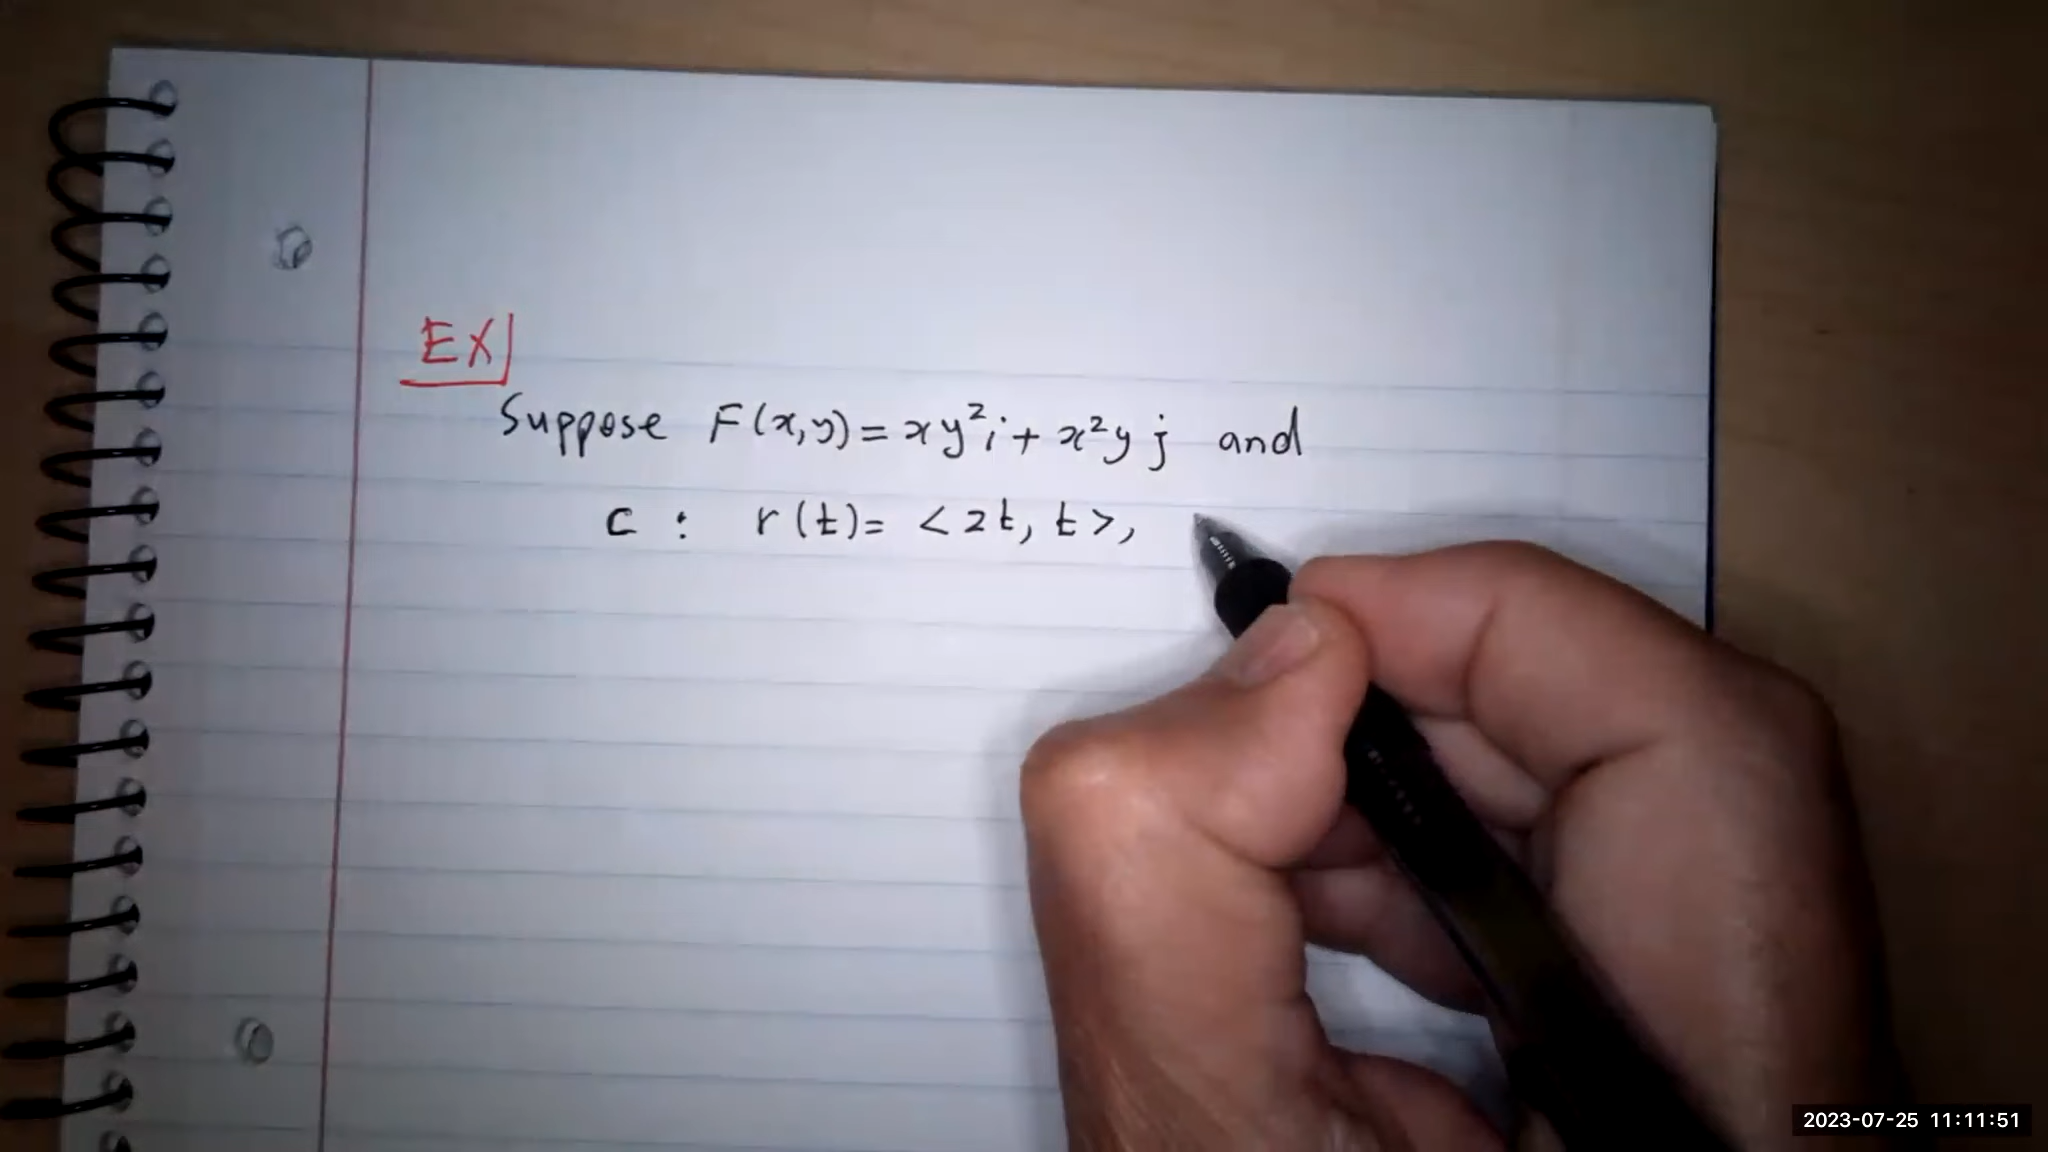 EX
Suppose F(x,y) = xy²i + x²y j and
C : r(t) = <2t, t>,
2023-07-25 11:11:51